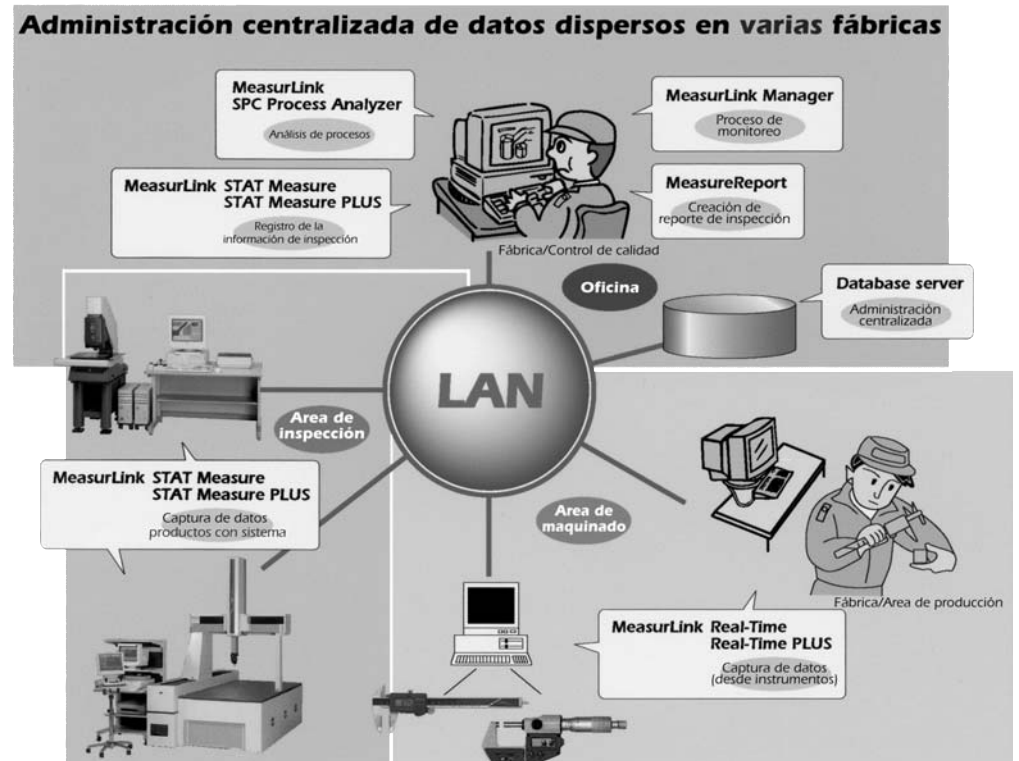 Administración centralizada de datos dispersos en varias fábricas
MeasurLink
SPC Process Analyzer
Análisis de procesos
MeasurLink Manager
Proceso de
monitoreo
MeasurLink STAT Measure
STAT Measure PLUS
Registro de la
información de inspección
MeasureReport
Creación de
reporte de inspección
Fábrica/Control de calidad
Oficina
Database server
Administración
centralizada
LAN
Area de
inspección
MeasurLink STAT Measure
STAT Measure PLUS
Captura de datos
productos con sistema
Area de
maquinado
Fábrica/Area de producción
MeasurLink Real-Time
Real-Time PLUS
Captura de datos
(desde instrumentos)